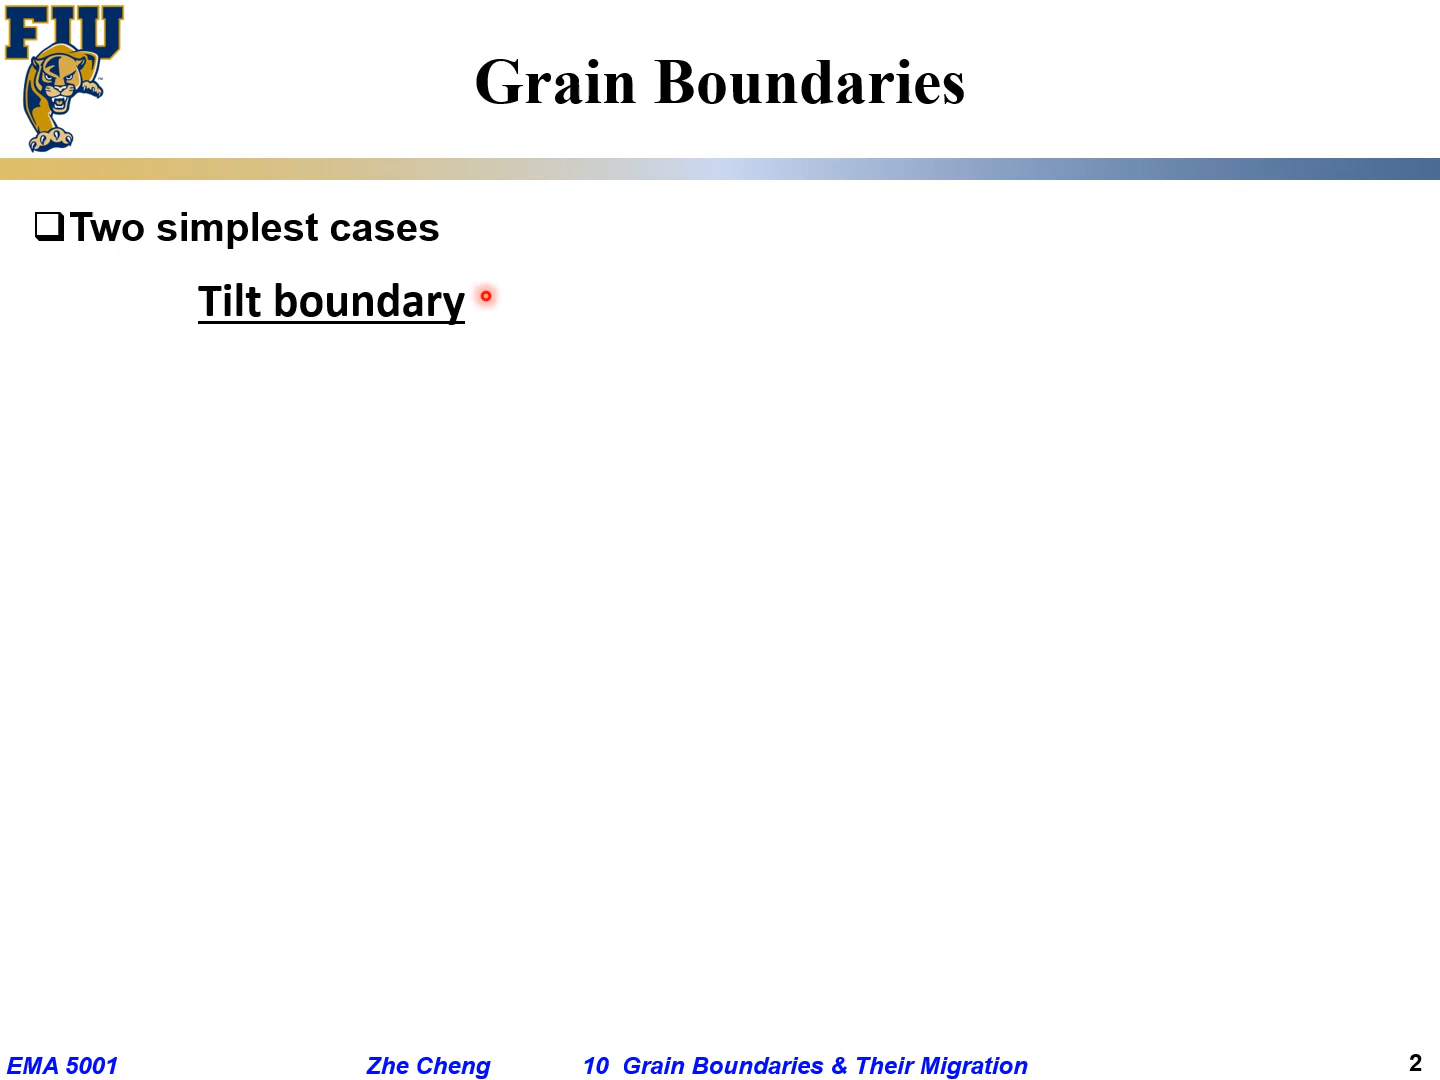 FIU
Grain Boundaries
Two simplest cases
Tilt boundary
EMA 5001 Zhe Cheng 10 Grain Boundaries & Their Migration 2